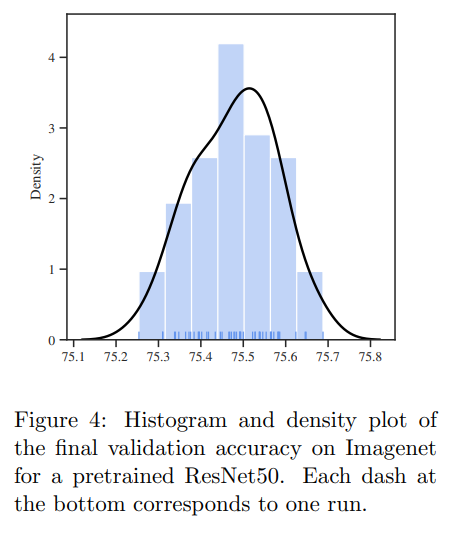 4
3
2
1
0
Density
75.1 75.2 75.3 75.4 75.5 75.6 75.7 75.8
Figure 4: Histogram and density plot of
the final validation accuracy on Imagenet
for a pretrained ResNet50. Each dash at
the bottom corresponds to one run.